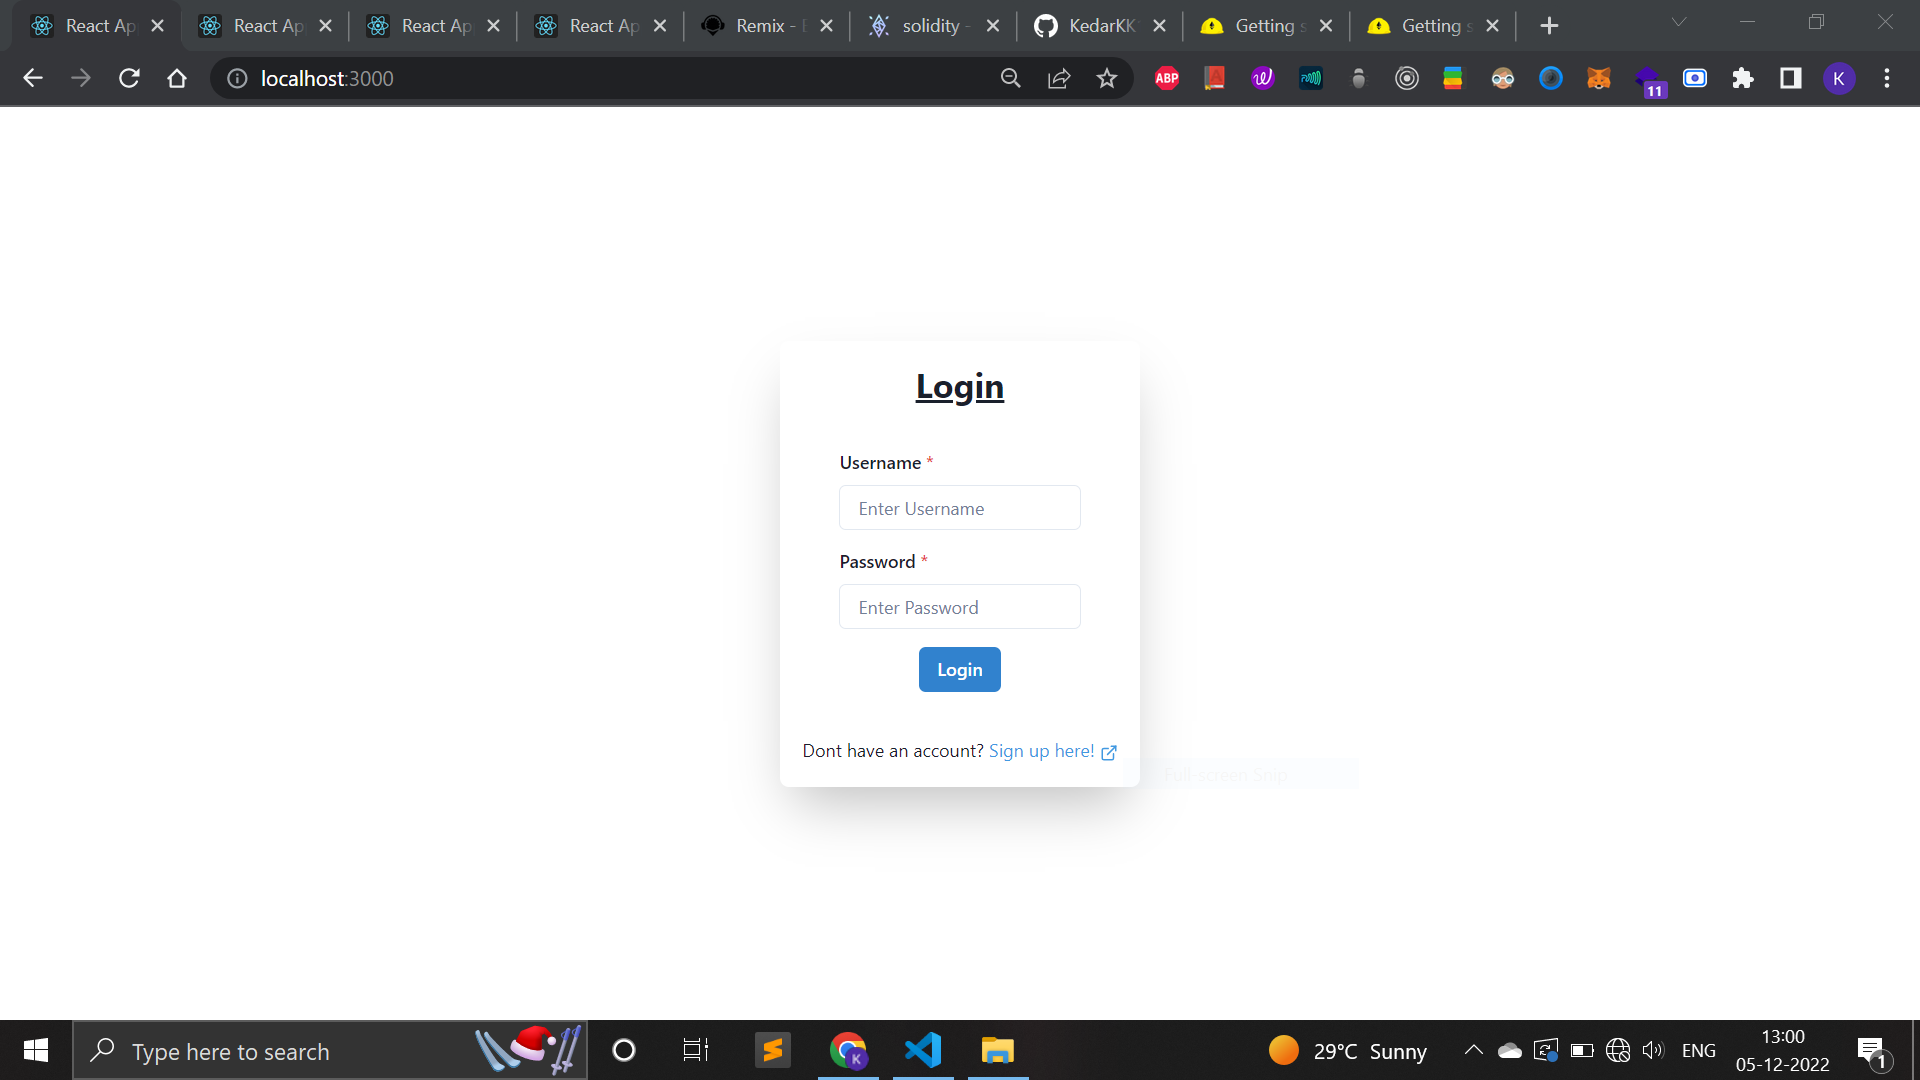 React Ap
React Ap
React Ap
React Ap
Remix -
solidity -
KedarKK
Getting s
Getting s
localhost:3000
ABP
11
K
Login
Username *
Enter Username
Password *
Enter Password
Login
Dont have an account? Sign up here!
Full-screen Snip
Type here to search
K
29°C Sunny
ENG
13:00
05-12-2022
1